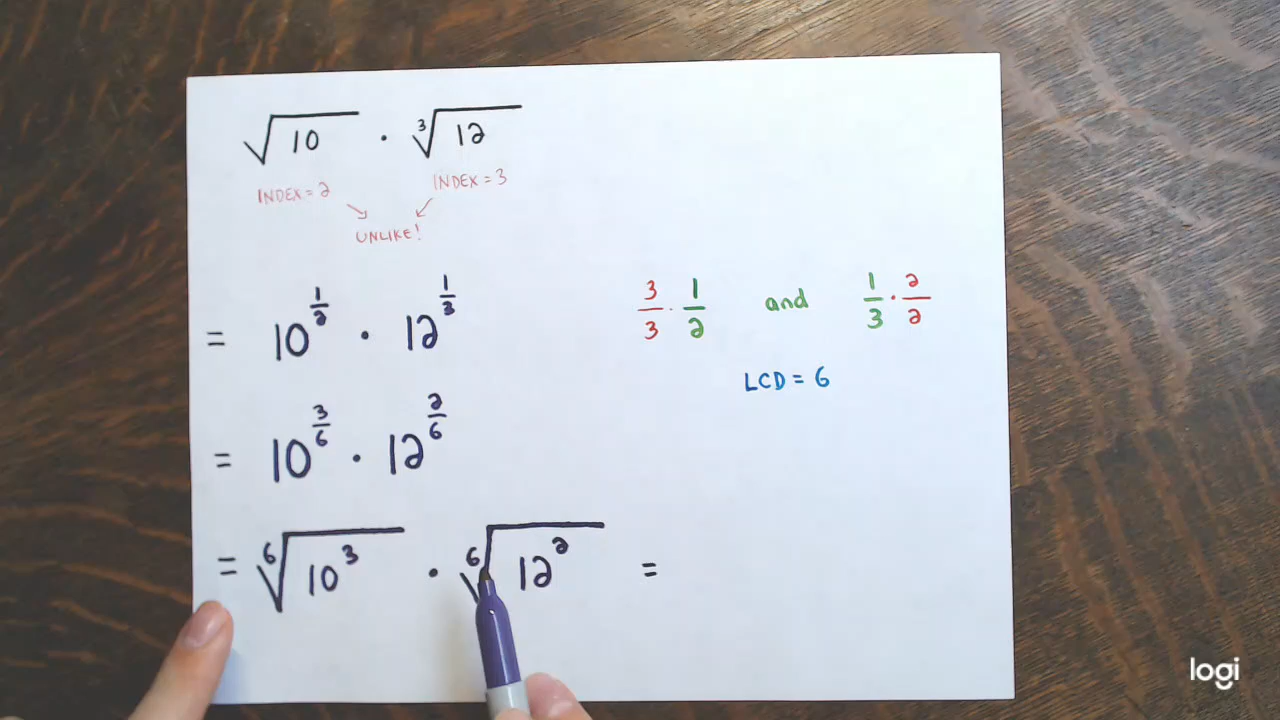 √10 · ∛12
INDEX = 2 INDEX = 3
UNLIKE!
= 10^(1/2) · 12^(1/3)
3/3 · 1/2 and 1/3 · 2/2
LCD = 6
= 10^(3/6) · 12^(2/6)
= ⁶√10³ · ⁶√12² =
logi